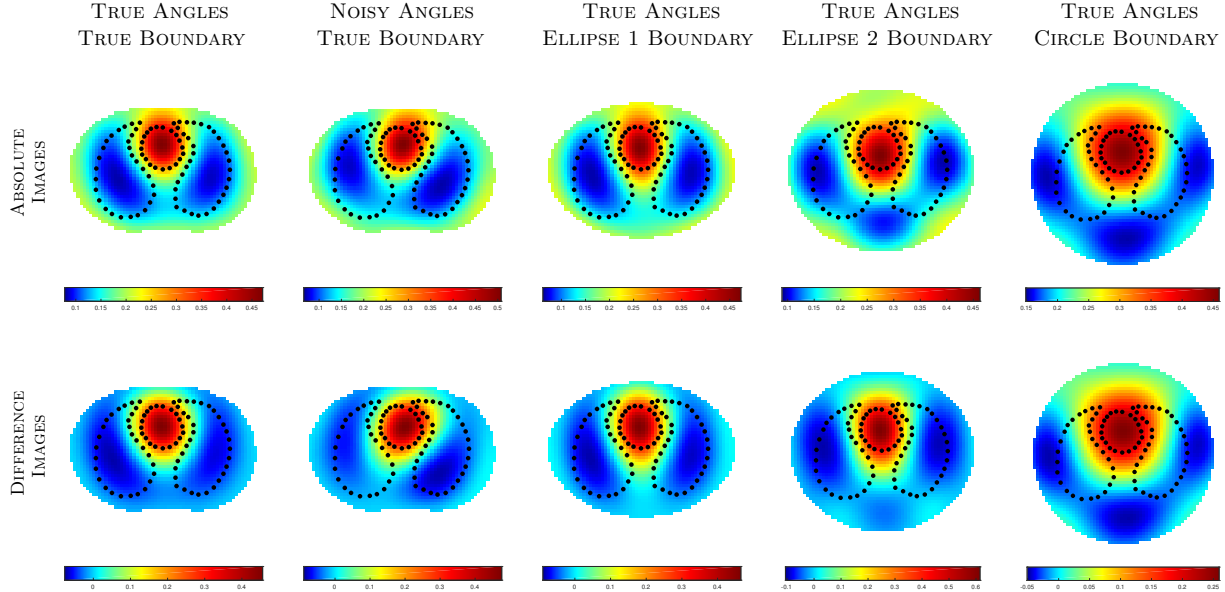 True Angles True Boundary
Noisy Angles True Boundary
True Angles Ellipse 1 Boundary
True Angles Ellipse 2 Boundary
True Angles Circle Boundary
Absolute Images
0.1 0.15 0.2 0.25 0.3 0.35 0.4 0.45
0.1 0.15 0.2 0.25 0.3 0.35 0.4 0.45 0.5
0.1 0.15 0.2 0.25 0.3 0.35 0.4 0.45
0.1 0.15 0.2 0.25 0.3 0.35 0.4 0.45
0.15 0.2 0.25 0.3 0.35 0.4 0.45
Difference Images
0 0.1 0.2 0.3 0.4
0 0.1 0.2 0.3 0.4
0 0.1 0.2 0.3 0.4
-0.1 0 0.1 0.2 0.3 0.4 0.5 0.6
-0.05 0 0.05 0.1 0.15 0.2 0.25